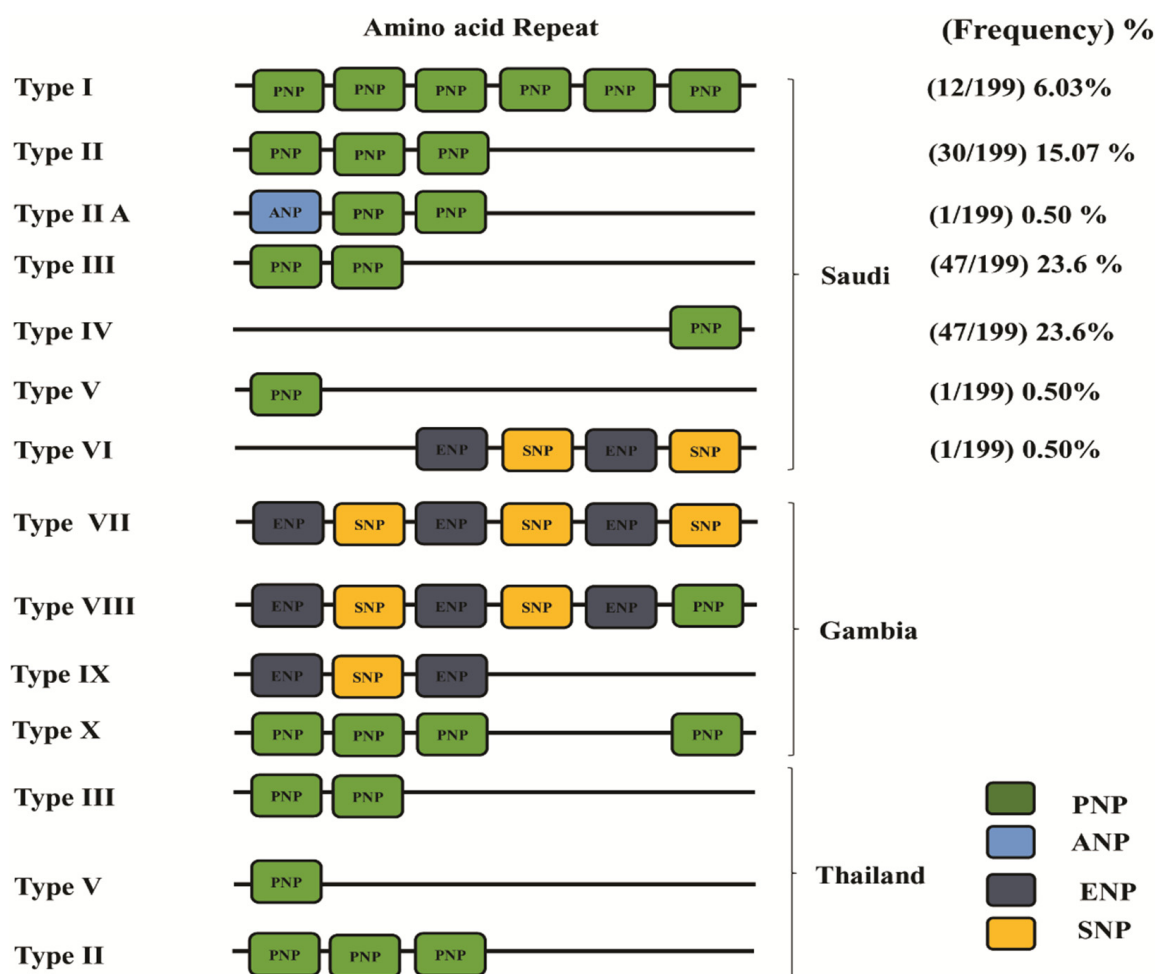 Amino acid Repeat (Frequency) %
Type I PNP PNP PNP PNP PNP PNP (12/199) 6.03%
Type II PNP PNP PNP (30/199) 15.07 %
Type II A ANP PNP PNP (1/199) 0.50 %
Type III PNP PNP (47/199) 23.6 %
Saudi
Type IV PNP (47/199) 23.6%
Type V PNP (1/199) 0.50%
Type VI ENP SNP ENP SNP (1/199) 0.50%
Type VII ENP SNP ENP SNP ENP SNP
Type VIII ENP SNP ENP SNP ENP PNP
Gambia
Type IX ENP SNP ENP
Type X PNP PNP PNP PNP
Type III PNP PNP
Type V PNP
Thailand
Type II PNP PNP PNP
PNP
ANP
ENP
SNP